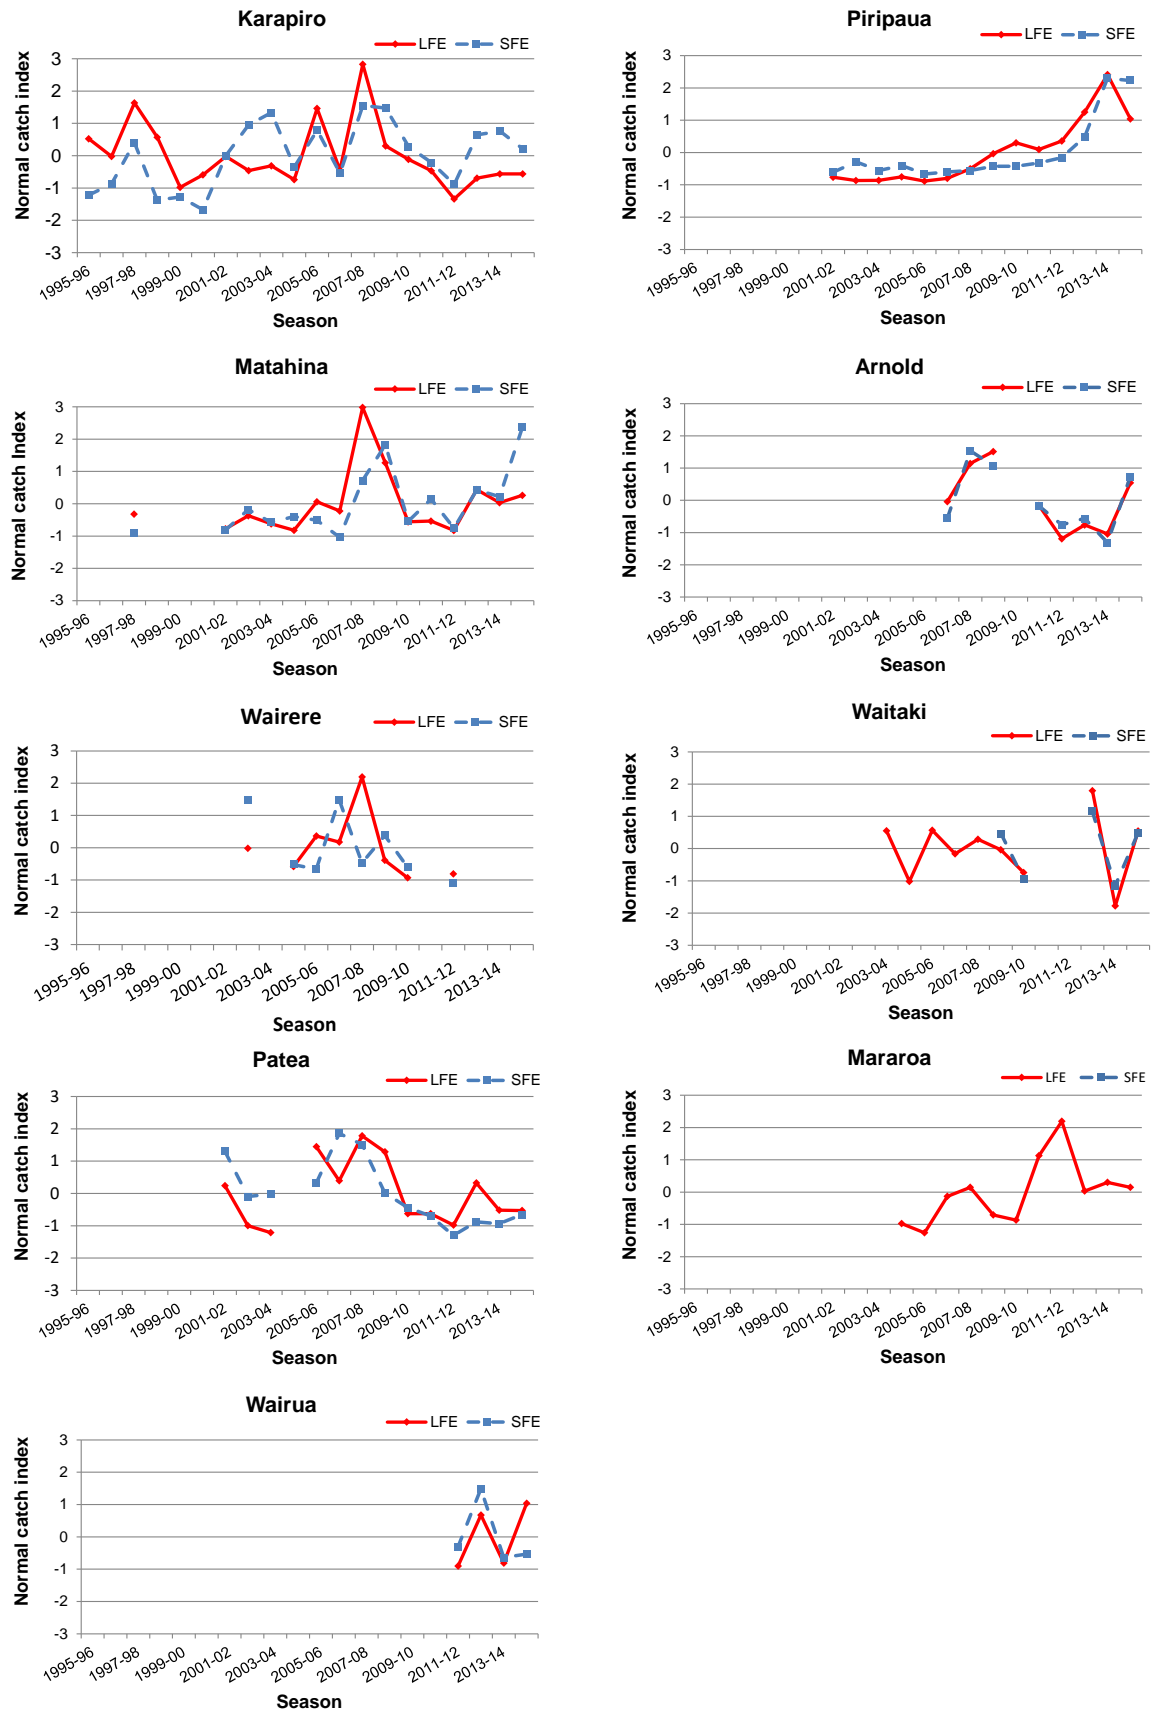 Karapiro
LFE SFE
Normal catch index
3
2
1
0
-1
-2
-3
1995-96 1997-98 1999-00 2001-02 2003-04 2005-06 2007-08 2009-10 2011-12 2013-14
Season
Piripaua
LFE SFE
Normal catch index
3
2
1
0
-1
-2
-3
1995-96 1997-98 1999-00 2001-02 2003-04 2005-06 2007-08 2009-10 2011-12 2013-14
Season
Matahina
LFE SFE
Normal catch Index
3
2
1
0
-1
-2
-3
1995-96 1997-98 1999-00 2001-02 2003-04 2005-06 2007-08 2009-10 2011-12 2013-14
Season
Arnold
LFE SFE
Normal catch index
3
2
1
0
-1
-2
-3
1995-96 1997-98 1999-00 2001-02 2003-04 2005-06 2007-08 2009-10 2011-12 2013-14
Season
Wairere
LFE SFE
Normal catch index
3
2
1
0
-1
-2
-3
1995-96 1997-98 1999-00 2001-02 2003-04 2005-06 2007-08 2009-10 2011-12 2013-14
Season
Waitaki
LFE SFE
Normal catch index
3
2
1
0
-1
-2
-3
1995-96 1997-98 1999-00 2001-02 2003-04 2005-06 2007-08 2009-10 2011-12 2013-14
Season
Patea
LFE SFE
Normal catch index
3
2
1
0
-1
-2
-3
1995-96 1997-98 1999-00 2001-02 2003-04 2005-06 2007-08 2009-10 2011-12 2013-14
Season
Mararoa
LFE SFE
Normal catch index
3
2
1
0
-1
-2
-3
1995-96 1997-98 1999-00 2001-02 2003-04 2005-06 2007-08 2009-10 2011-12 2013-14
Season
Wairua
LFE SFE
Normal catch index
3
2
1
0
-1
-2
-3
1995-96 1997-98 1999-00 2001-02 2003-04 2005-06 2007-08 2009-10 2011-12 2013-14
Season